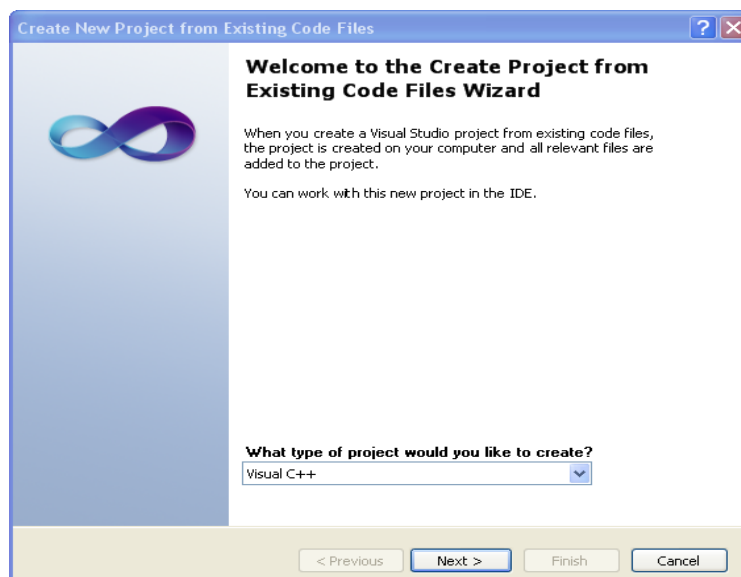 Create New Project from Existing Code Files
Welcome to the Create Project from
Existing Code Files Wizard
When you create a Visual Studio project from existing code files,
the project is created on your computer and all relevant files are
added to the project.
You can work with this new project in the IDE.
What type of project would you like to create?
Visual C++
< Previous
Next >
Finish
Cancel